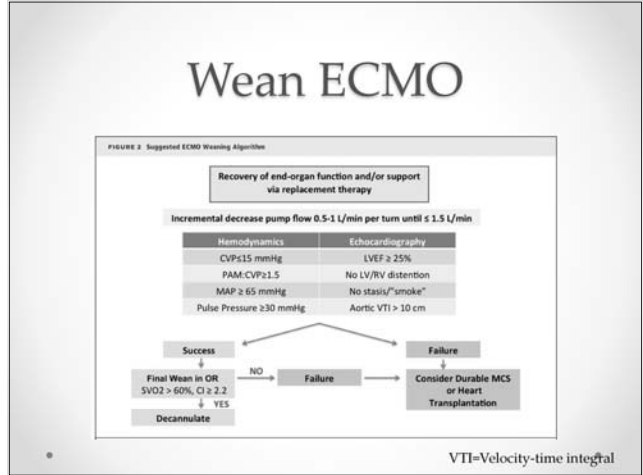 Wean ECMO
FIGURE 2 Suggested ECMO Weaning Algorithm
Recovery of end-organ function and/or support
via replacement therapy
Incremental decrease pump flow 0.5-1 L/min per turn until ≤ 1.5 L/min
Hemodynamics Echocardiography
CVP≤15 mmHg LVEF ≥ 25%
PAM:CVP≥1.5 No LV/RV distention
MAP ≥ 65 mmHg No stasis/"smoke"
Pulse Pressure ≥30 mmHg Aortic VTI > 10 cm
Success Failure
Final Wean in OR
SVO2 > 60%, CI ≥ 2.2
NO
Failure
Consider Durable MCS
or Heart
Transplantation
YES
Decannulate
VTI=Velocity-time integral